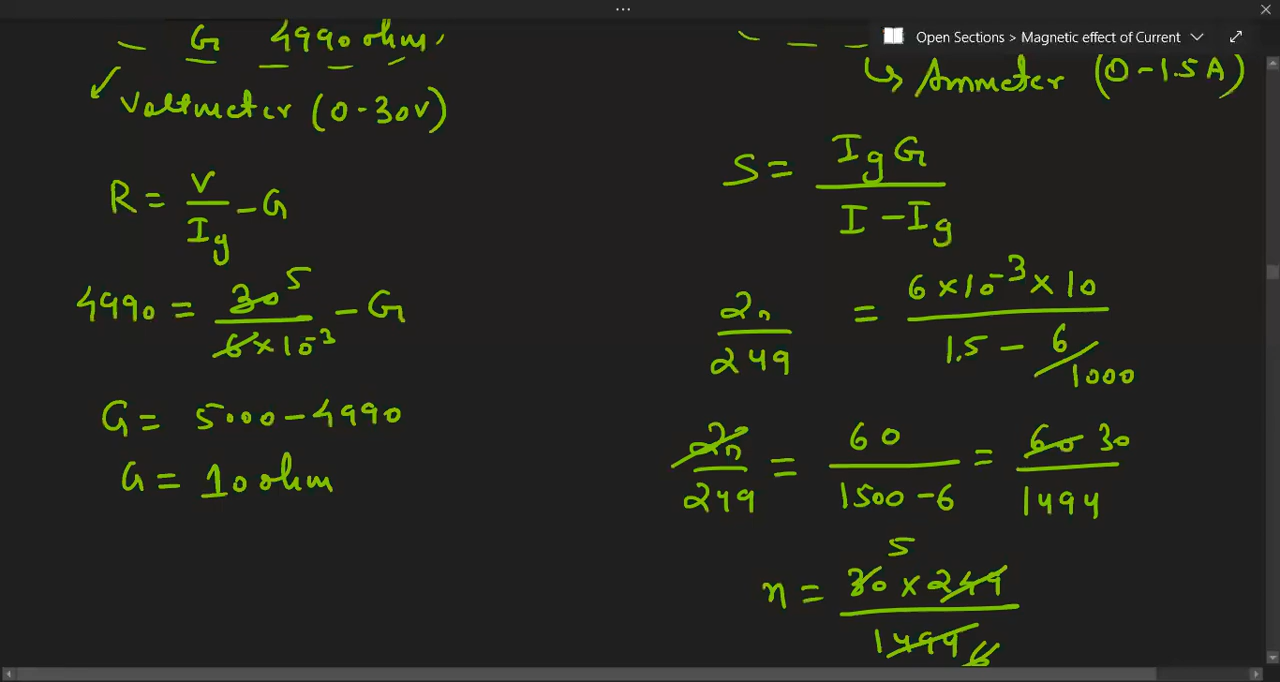 Open Sections > Magnetic effect of Current
G 4990 ohm
Voltmeter (0-30V)
R = V/Ig - G
4990 = 30 5/6×10⁻³ - G
G = 5000 - 4990
G = 10 ohm
Ammeter (0-1.5A)
S = Ig G/I - Ig
2n/249 = 6×10⁻³×10/1.5 - 6/1000
2n/249 = 60/1500-6 = 60 30/1494
5
n = 30×249/1494 6